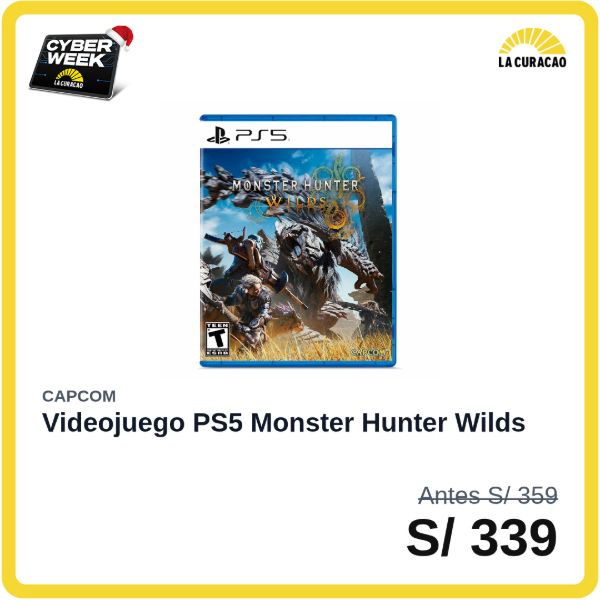 CYBER
WEEK
LA CURACAO
LA CURACAO
PS5
MONSTER HUNTER
WILDS
TEEN
T
ESRB
CAPCOM
CAPCOM
Videojuego PS5 Monster Hunter Wilds
Antes S/ 359
S/ 339